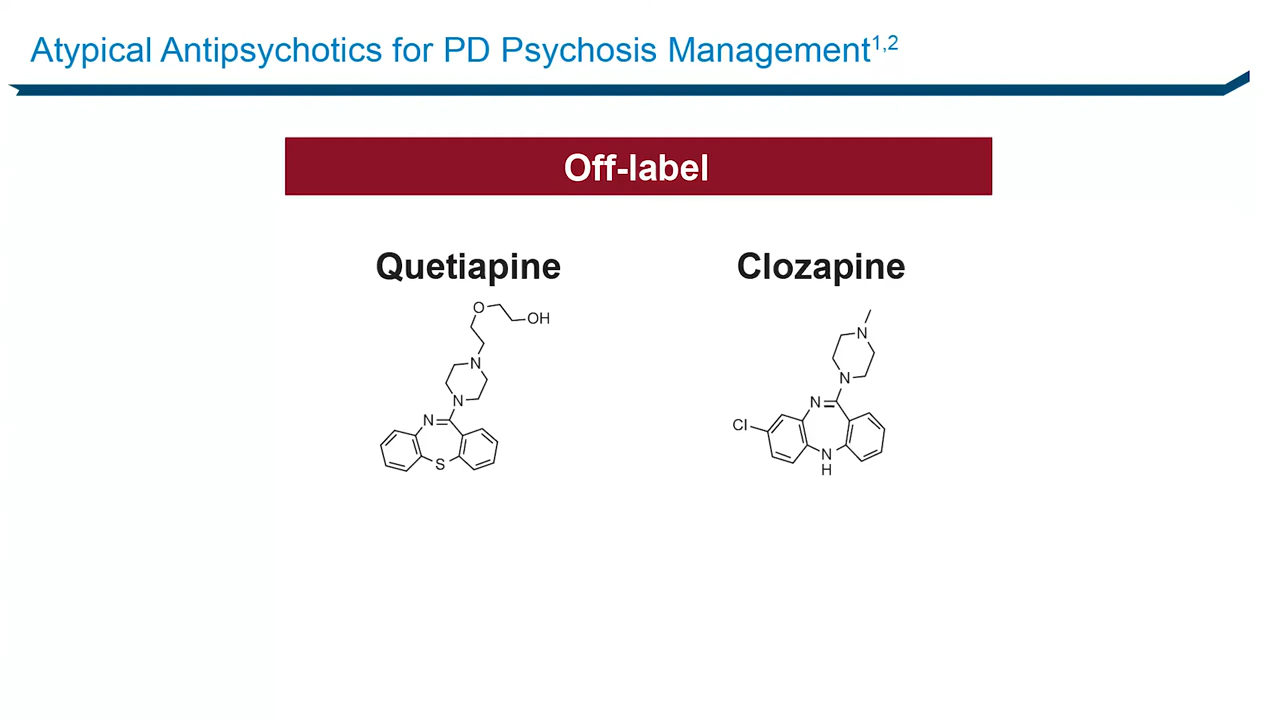 Atypical Antipsychotics for PD Psychosis Management1,2
Off-label
Quetiapine
Clozapine
O
OH
N
N
N
S
N
N
N
Cl
N
H